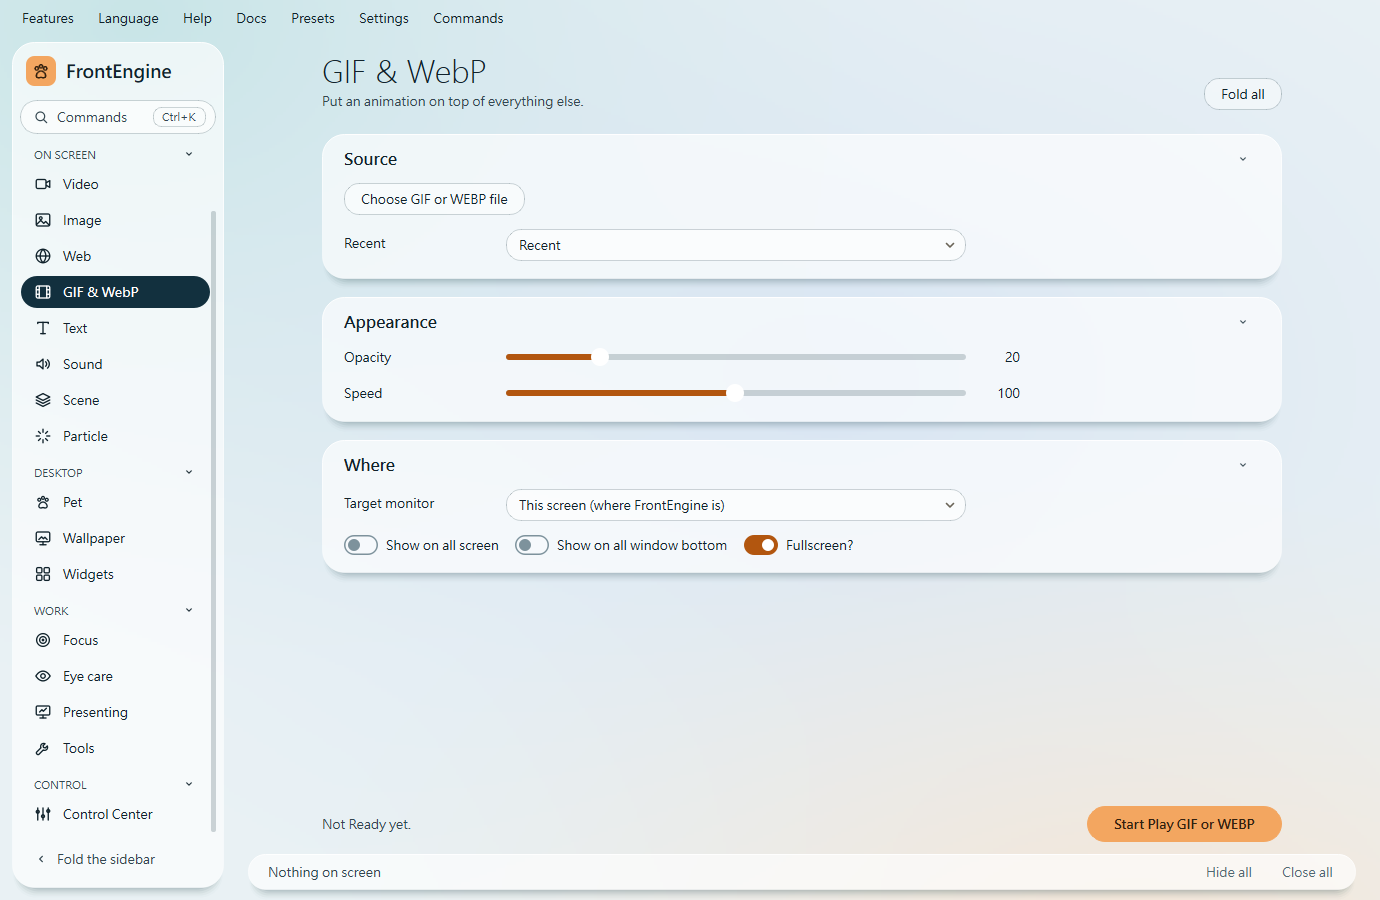 Features Language Help Docs Presets Settings Commands
FrontEngine
Commands Ctrl+K
ON SCREEN
Video
Image
Web
GIF & WebP
Text
Sound
Scene
Particle
DESKTOP
Pet
Wallpaper
Widgets
WORK
Focus
Eye care
Presenting
Tools
CONTROL
Control Center
Fold the sidebar
GIF & WebP
Put an animation on top of everything else.
Fold all
Source
Choose GIF or WEBP file
Recent Recent
Appearance
Opacity 20
Speed 100
Where
Target monitor This screen (where FrontEngine is)
Show on all screen Show on all window bottom Fullscreen?
Not Ready yet. Start Play GIF or WEBP
Nothing on screen Hide all Close all